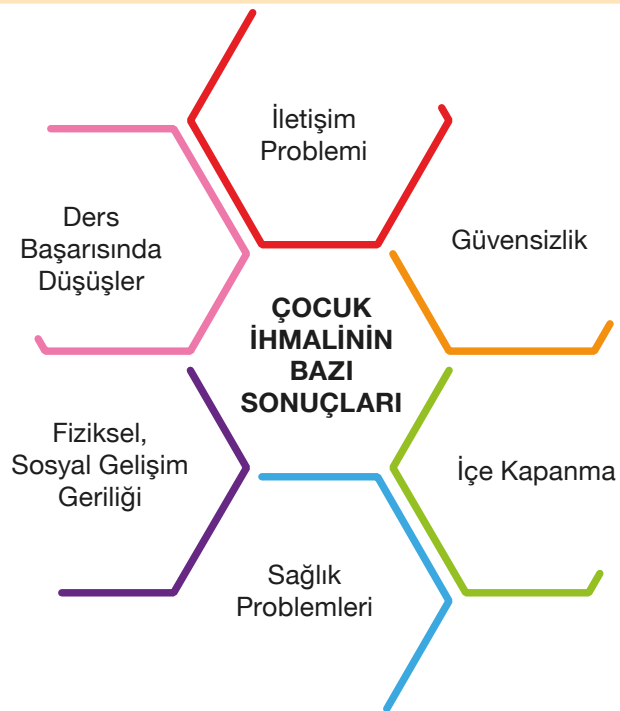 İletişim
Problemi
Güvensizlik
Ders
Başarısında
Düşüşler
ÇOCUK
İHMALİNİN
BAZI
SONUÇLARI
Fiziksel,
Sosyal Gelişim
Geriliği
İçe Kapanma
Sağlık
Problemleri